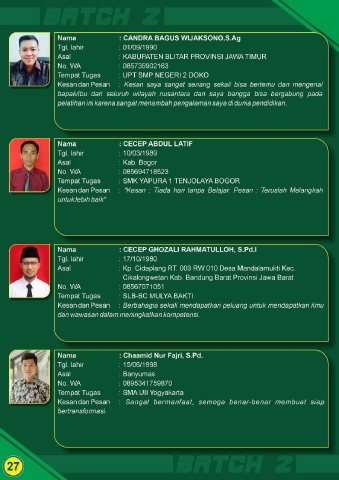 BATCH 2
Nama : CANDRA BAGUS WIJAKSONO,S.Ag
Tgl. lahir : 01/09/1990
Asal : KABUPATEN BLITAR PROVINSI JAWA TIMUR
No. WA : 085735902163
Tempat Tugas : UPT SMP NEGERI 2 DOKO
Kesan dan Pesan : Kesan saya sangat senang sekali bisa bertemu dan mengenal
bapak/ibu dari seluruh wilayah nusantara dan saya bangga bisa bergabung pada
pelatihan ini karena sangat menambah pengalaman saya di dunia pendidikan.
Nama : CECEP ABDUL LATIF
Tgl. lahir : 10/03/1989
Asal : Kab. Bogor
No. WA : 085694718523
Tempat Tugas : SMK YAPURA 1 TENJOLAYA BOGOR
Kesan dan Pesan : "Kesan : Tiada hari tanpa Belajar. Pesan : Teruslah Melangkah
untuk lebih baik"
Nama : CECEP GHOZALI RAHMATULLOH, S.Pd.I
Tgl. lahir : 17/10/1980
Asal : Kp. Cidaplang RT. 003 RW 010 Desa Mandalamukti Kec.
Cikalongwetan Kab. Bandung Barat Provinsi Jawa Barat
No. WA : 08567071051
Tempat Tugas : SLB-BC MULYA BAKTI
Kesan dan Pesan : Berbahagia sekali mendapatkan peluang untuk mendapatkan ilmu
dan wawasan dalam meningkatkan kompetensi.
Nama : Chaamid Nur Fajri, S.Pd.
Tgl. lahir : 15/06/1998
Asal : Banyumas
No. WA : 0895341759870
Tempat Tugas : SMA UII Yogyakarta
Kesan dan Pesan : Sangat bermanfaat, semoga benar-benar membuat siap
bertransformasi.
27
BATCH 2